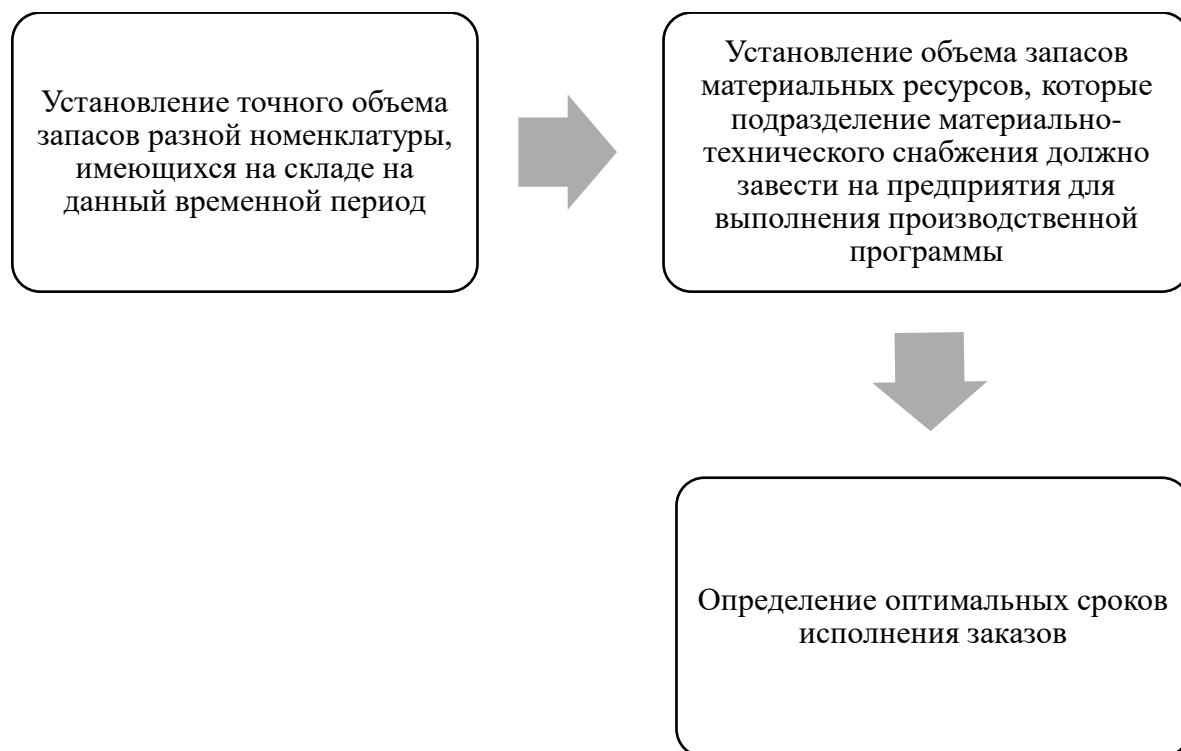 Установление точного объема
запасов разной номенклатуры,
имеющихся на складе на
данный временной период
Установление объема запасов
материальных ресурсов, которые
подразделение материально-
технического снабжения должно
завести на предприятия для
выполнения производственной
программы
Определение оптимальных сроков
исполнения заказов